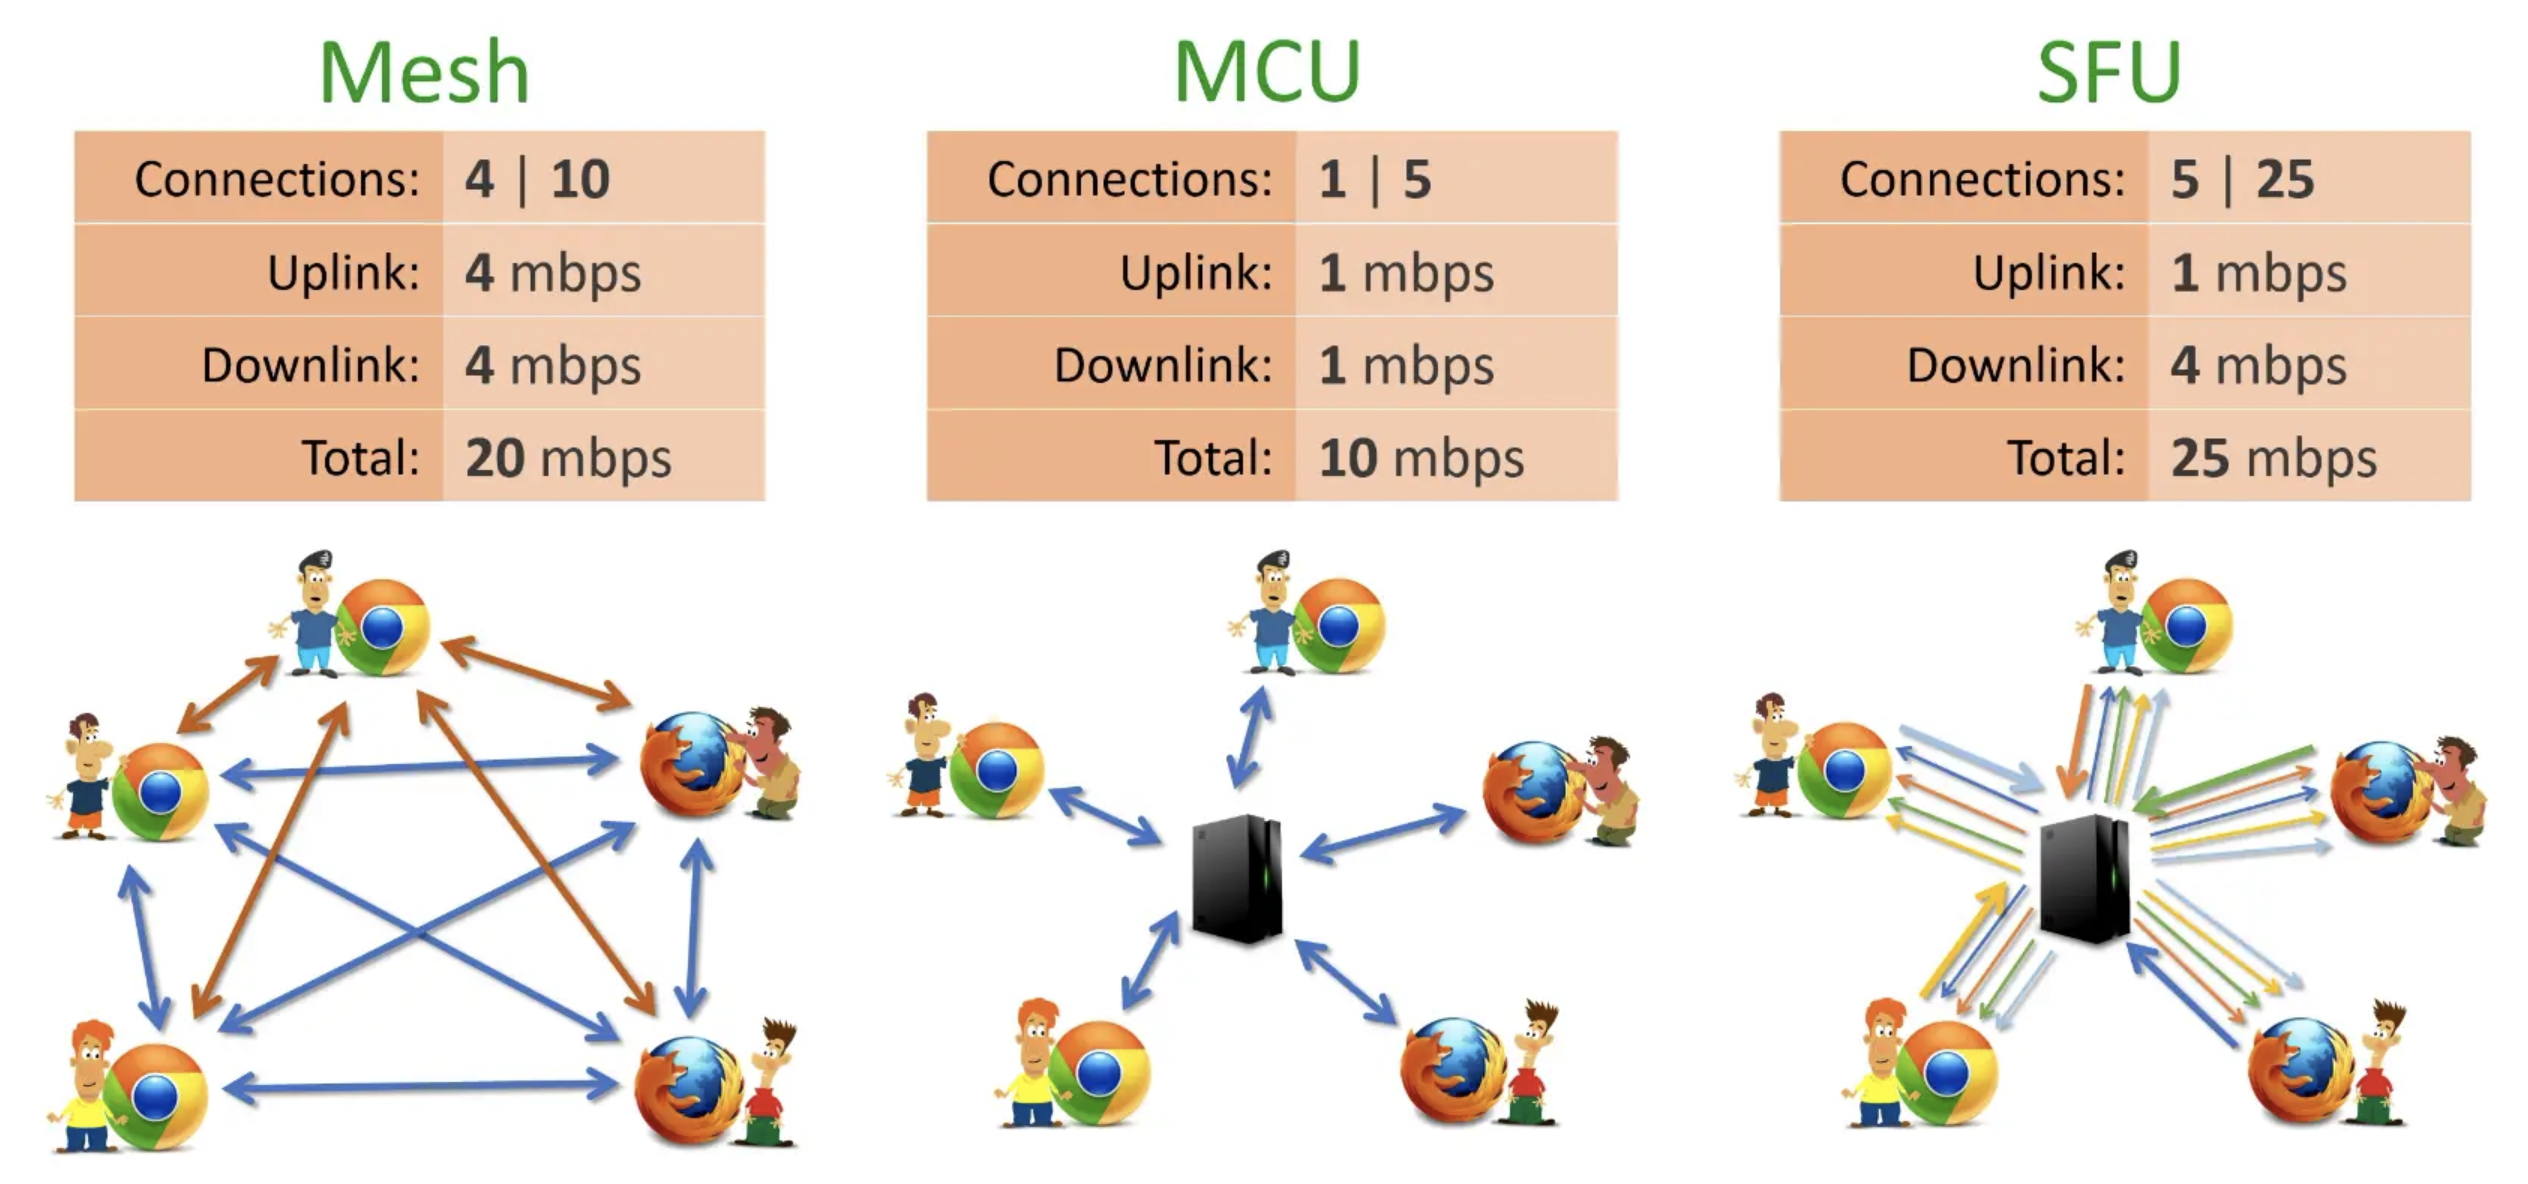 Mesh
Connections: 4 | 10
Uplink: 4 mbps
Downlink: 4 mbps
Total: 20 mbps
MCU
Connections: 1 | 5
Uplink: 1 mbps
Downlink: 1 mbps
Total: 10 mbps
SFU
Connections: 5 | 25
Uplink: 1 mbps
Downlink: 4 mbps
Total: 25 mbps